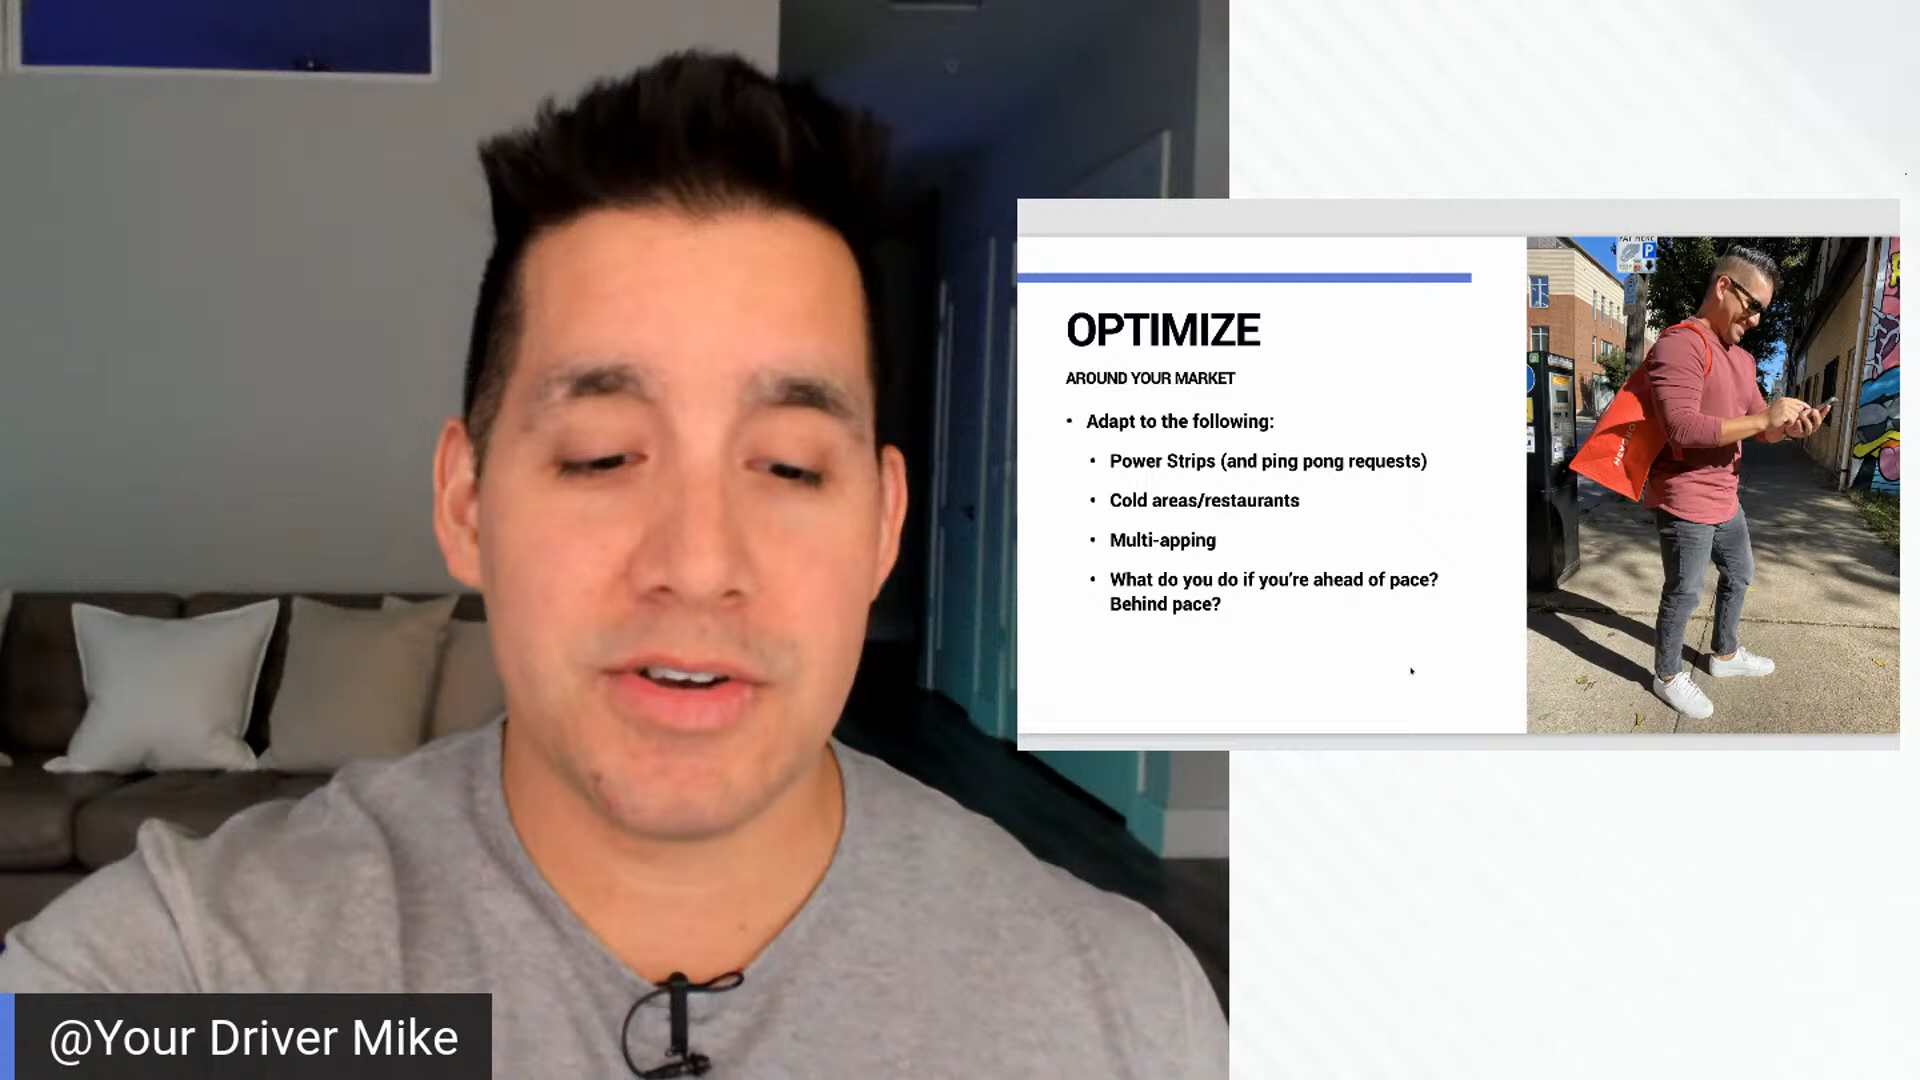 OPTIMIZE
AROUND YOUR MARKET
• Adapt to the following:
• Power Strips (and ping pong requests)
• Cold areas/restaurants
• Multi-apping
• What do you do if you're ahead of pace?
Behind pace?
P
@Your Driver Mike